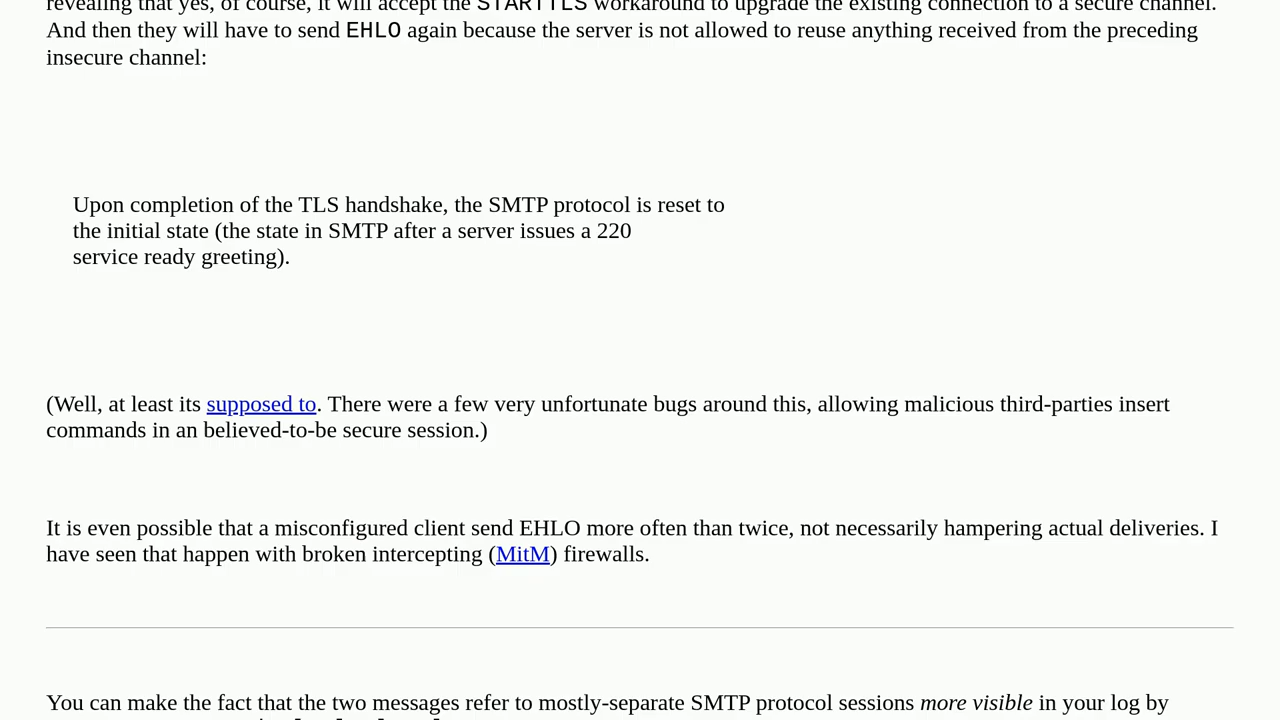 revealing that yes, of course, it will accept the STARTTLS workaround to upgrade the existing connection to a secure channel.
And then they will have to send EHLO again because the server is not allowed to reuse anything received from the preceding
insecure channel:
Upon completion of the TLS handshake, the SMTP protocol is reset to
the initial state (the state in SMTP after a server issues a 220
service ready greeting).
(Well, at least its supposed to. There were a few very unfortunate bugs around this, allowing malicious third-parties insert
commands in an believed-to-be secure session.)
It is even possible that a misconfigured client send EHLO more often than twice, not necessarily hampering actual deliveries. I
have seen that happen with broken intercepting (MitM) firewalls.
You can make the fact that the two messages refer to mostly-separate SMTP protocol sessions more visible in your log by